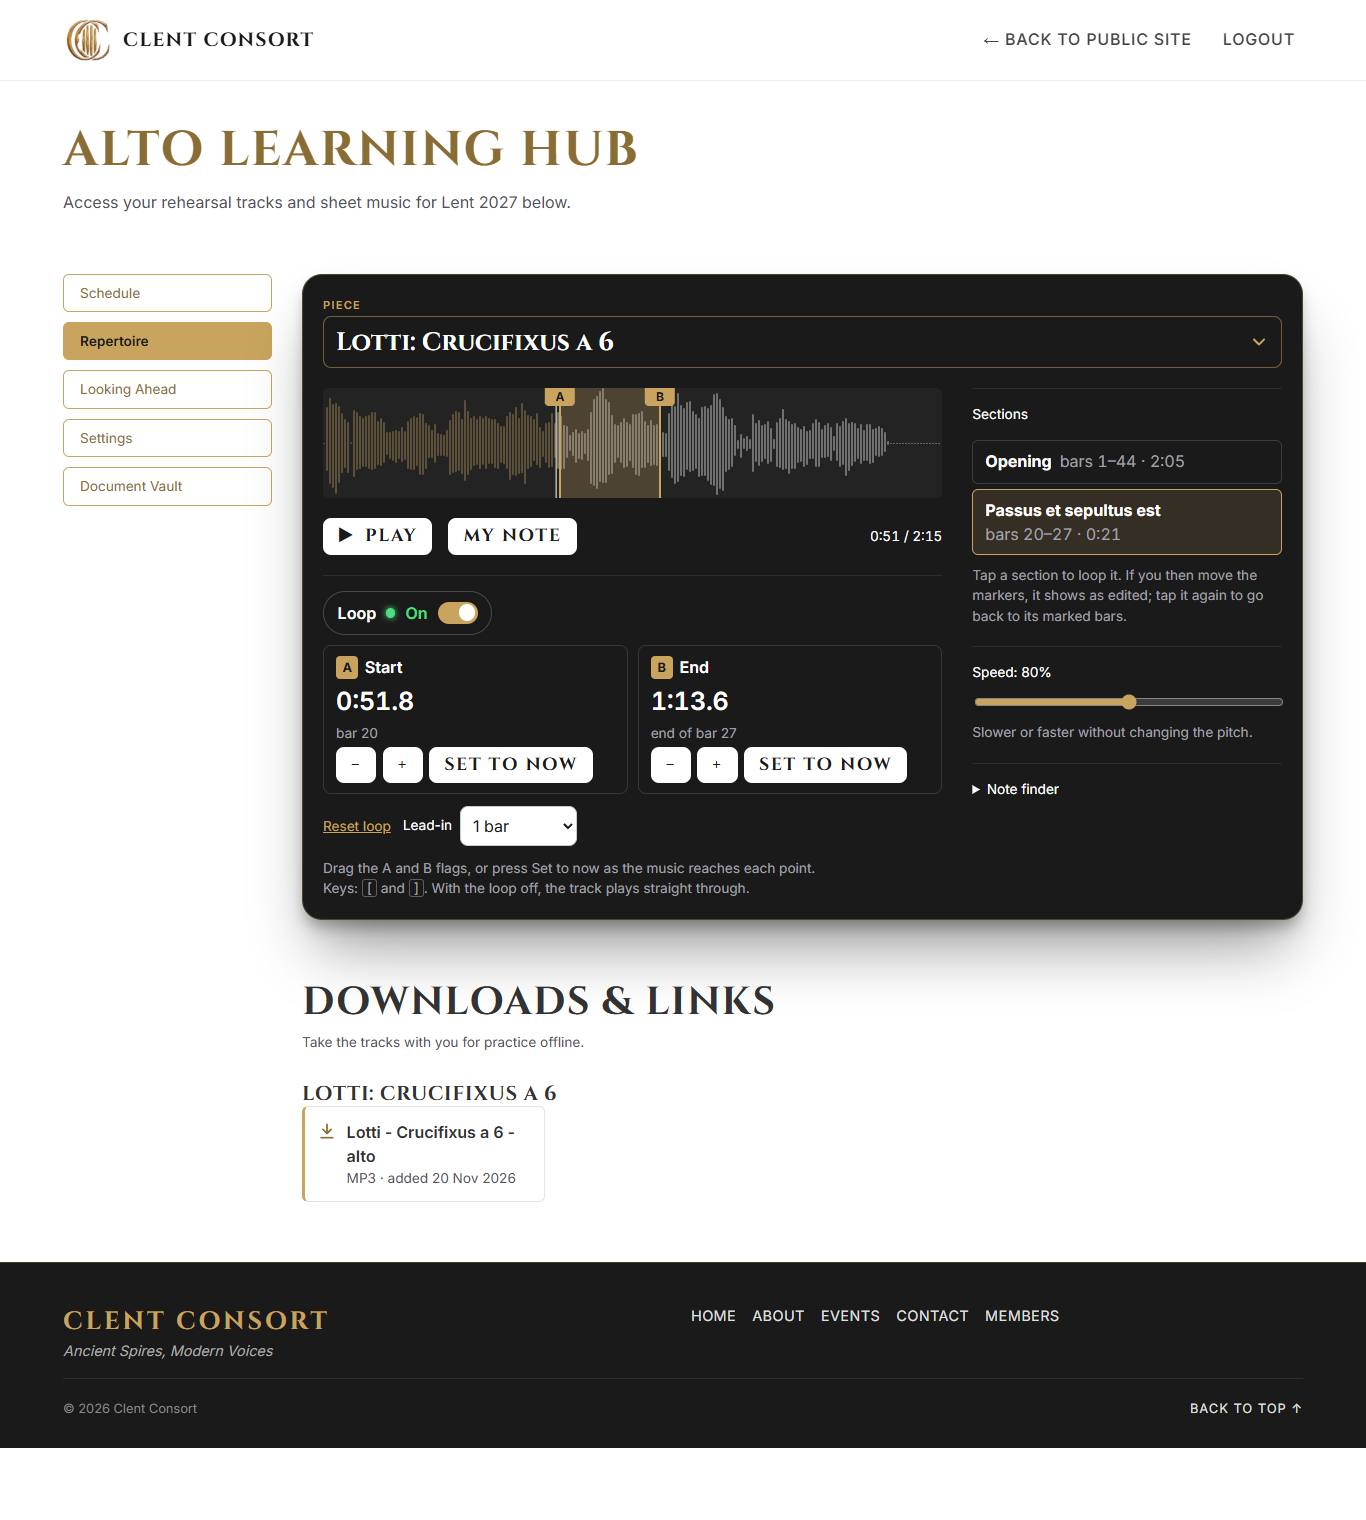 CLENT CONSORT
← BACK TO PUBLIC SITE
LOGOUT
ALTO LEARNING HUB
Access your rehearsal tracks and sheet music for Lent 2027 below.
Schedule
Repertoire
Looking Ahead
Settings
Document Vault
PIECE
Lotti: Crucifixus a 6
A
B
▶ PLAY
MY NOTE
0:51 / 2:15
Loop
On
A Start
0:51.8
bar 20
− + SET TO NOW
B End
1:13.6
end of bar 27
− + SET TO NOW
Reset loop
Lead-in
1 bar
Drag the A and B flags, or press Set to now as the music reaches each point.
Keys: [ and ]. With the loop off, the track plays straight through.
Sections
Opening bars 1–44 · 2:05
Passus et sepultus est
bars 20–27 · 0:21
Tap a section to loop it. If you then move the
markers, it shows as edited; tap it again to go
back to its marked bars.
Speed: 80%
Slower or faster without changing the pitch.
▶ Note finder
DOWNLOADS & LINKS
Take the tracks with you for practice offline.
LOTTI: CRUCIFIXUS A 6
Lotti - Crucifixus a 6 -
alto
MP3 · added 20 Nov 2026
CLENT CONSORT
Ancient Spires, Modern Voices
HOME ABOUT EVENTS CONTACT MEMBERS
© 2026 Clent Consort
BACK TO TOP ↑